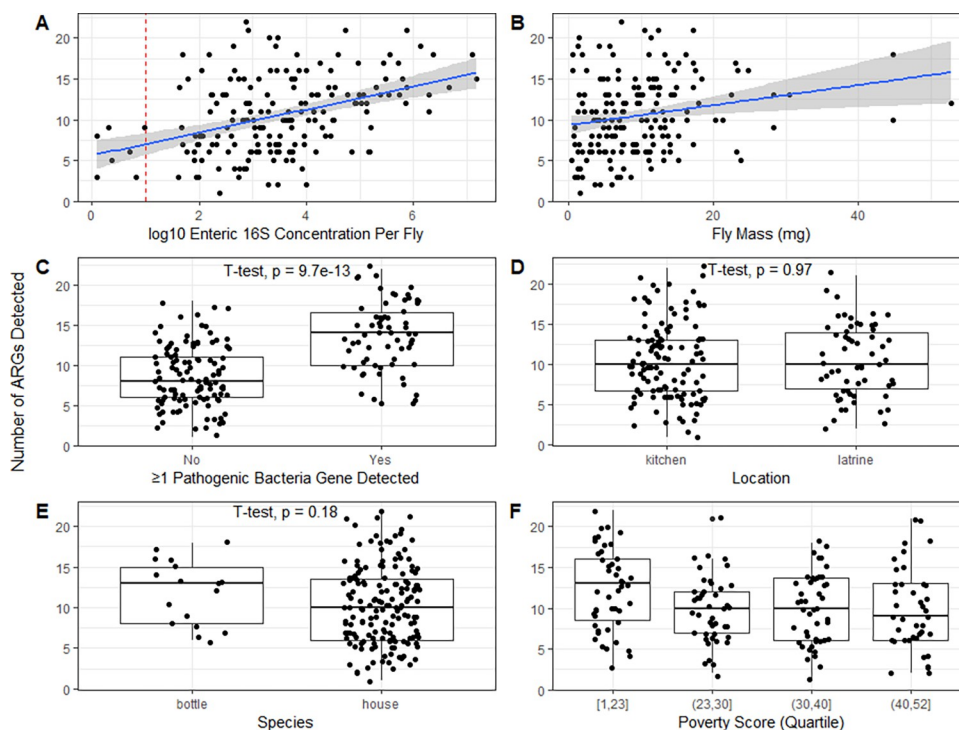 A
20
15
10
5
0
0
2
4
6
log10 Enteric 16S Concentration Per Fly
B
20
15
10
5
0
0
20
40
Fly Mass (mg)
Number of ARGs Detected
C
T-test, p = 9.7e-13
20
15
10
5
0
No
Yes
≥1 Pathogenic Bacteria Gene Detected
D
T-test, p = 0.97
20
15
10
5
0
kitchen
latrine
Location
E
T-test, p = 0.18
20
15
10
5
0
bottle
house
Species
F
20
15
10
5
0
[1,23]
(23,30]
(30,40]
(40,52]
Poverty Score (Quartile)